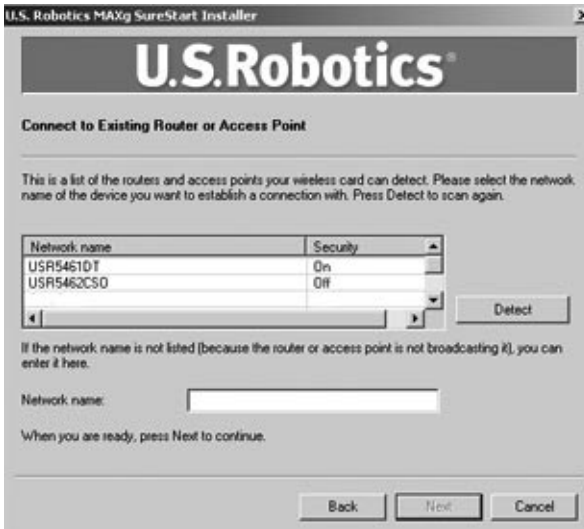 U.S. Robotics MAXg SureStart Installer
U.S.Robotics®
Connect to Existing Router or Access Point
This is a list of the routers and access points your wireless card can detect. Please select the network
name of the device you want to establish a connection with. Press Detect to scan again.
Network name Security
USR5461DT On
USR5462CSO Off
Detect
If the network name is not listed (because the router or access point is not broadcasting it), you can
enter it here.
Network name:
When you are ready, press Next to continue.
Back Next Cancel